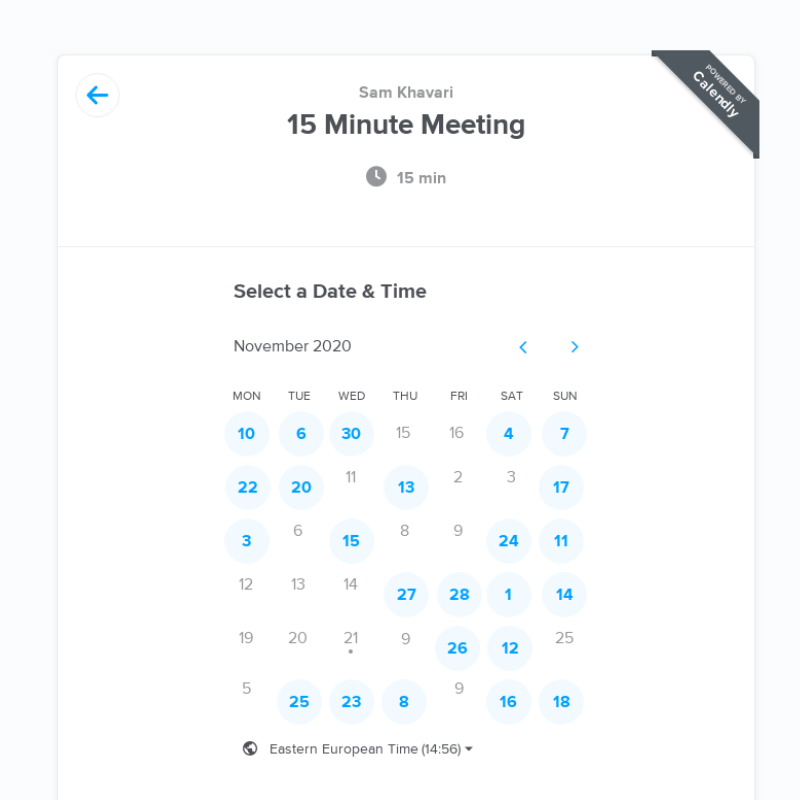 POWERED BY
Calendly
Sam Khavari
15 Minute Meeting
15 min
Select a Date & Time
November 2020
MON TUE WED THU FRI SAT SUN
10 6 30 15 16 4 7
22 20 11 13 2 3 17
3 6 15 8 9 24 11
12 13 14 27 28 1 14
19 20 21 9 26 12 25
5 25 23 8 9 16 18
Eastern European Time (14:56)